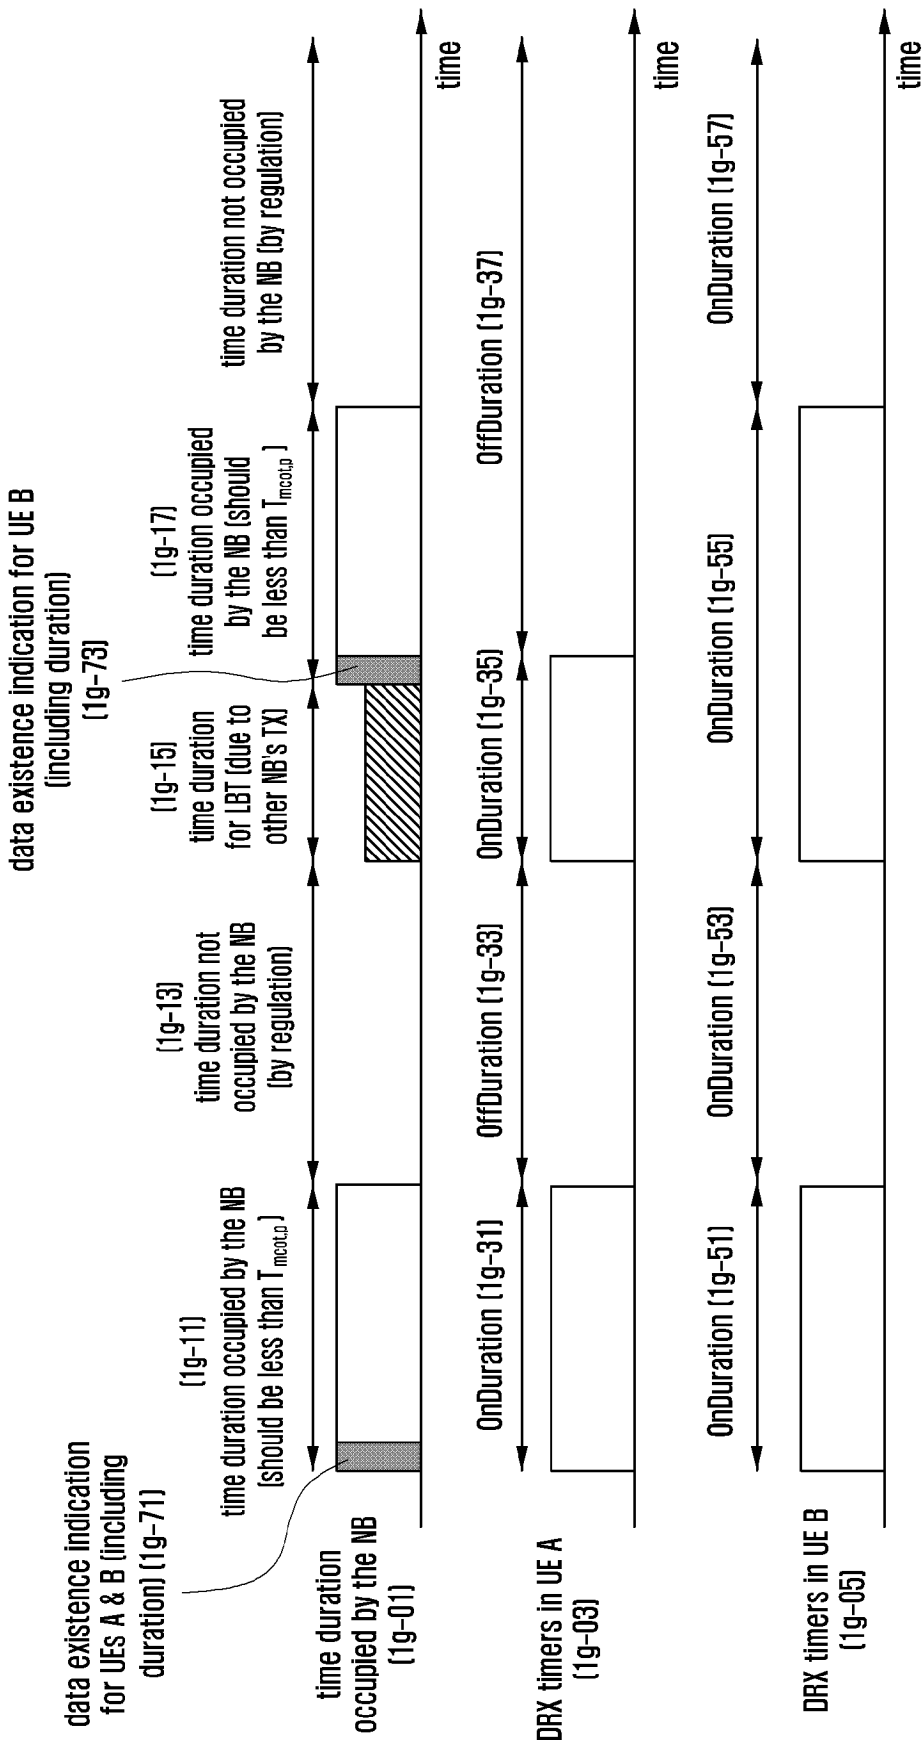 data existence indication
for UEs A & B (including
duration) (1g-71)
data existence indication for UE B
(including duration)
(1g-73)
(1g-11)
time duration occupied by the NB
(should be less than Tmcot,p)
(1g-13)
time duration not
occupied by the NB
(by regulation)
(1g-15)
time duration
for LBT (due to
other NB's TX)
(1g-17)
time duration occupied
by the NB (should
be less than Tmcot,p)
time duration not occupied
by the NB (by regulation)
time duration
occupied by the NB
(1g-01)
time
OnDuration (1g-31)
OffDuration (1g-33)
OnDuration (1g-35)
OffDuration (1g-37)
DRX timers in UE A
(1g-03)
time
OnDuration (1g-51)
OnDuration (1g-53)
OnDuration (1g-55)
OnDuration (1g-57)
DRX timers in UE B
(1g-05)
time